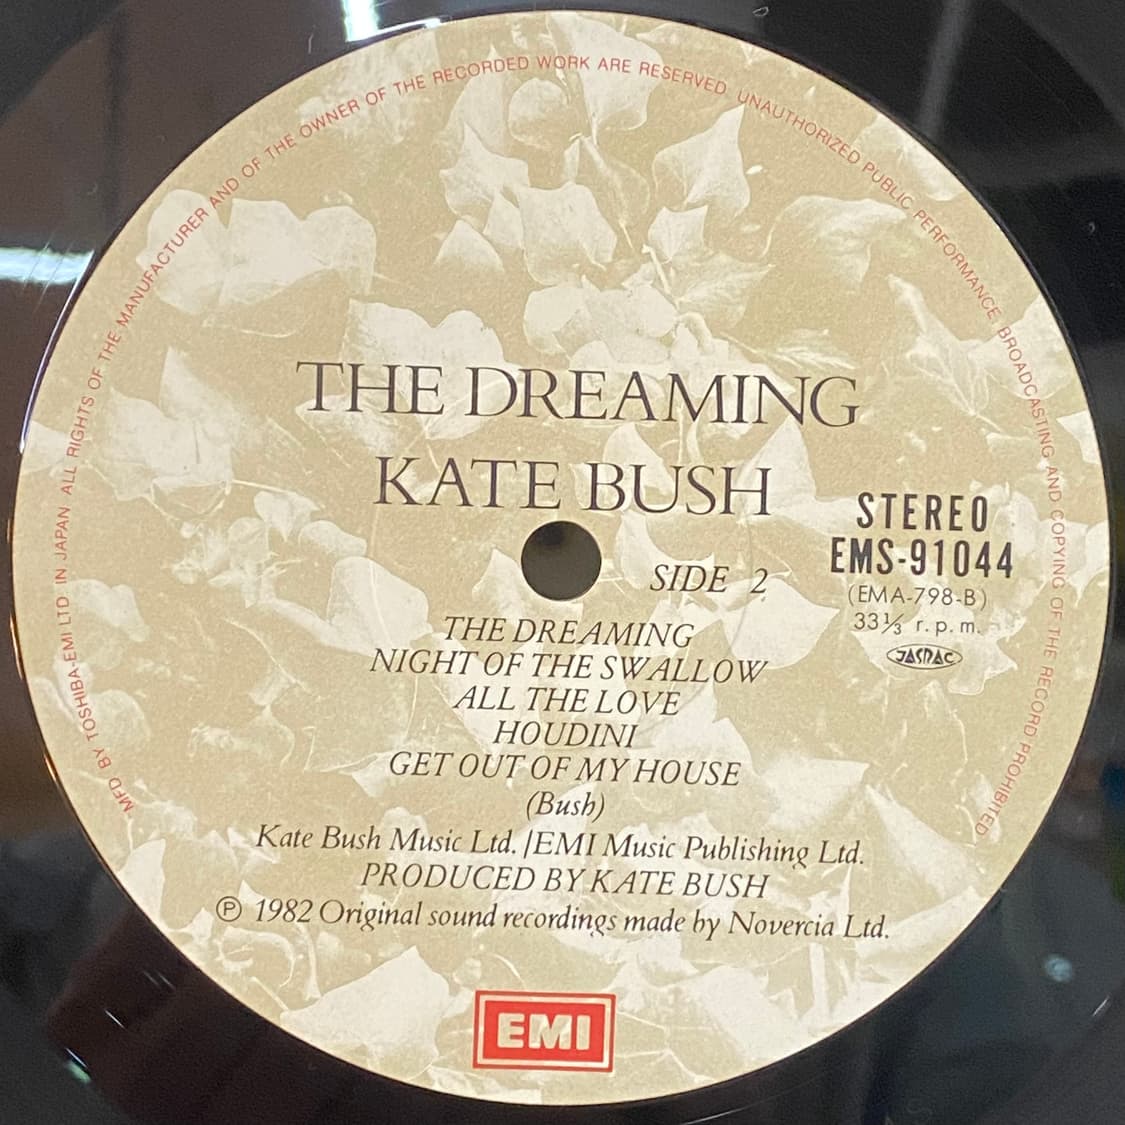 MFD BY TOSHIBA-EMI LTD IN JAPAN ALL RIGHTS OF THE MANUFACTURER AND OF THE OWNER OF THE RECORDED WORK ARE RESERVED UNAUTHORIZED PUBLIC PERFORMANCE BROADCASTING AND COPYING OF THE RECORD PROHIBITED
THE DREAMING
KATE BUSH
STEREO
EMS-91044
(EMA-798-B)
33⅓ r.p.m.
JASRAC
SIDE 2
THE DREAMING
NIGHT OF THE SWALLOW
ALL THE LOVE
HOUDINI
GET OUT OF MY HOUSE
(Bush)
Kate Bush Music Ltd./EMI Music Publishing Ltd.
PRODUCED BY KATE BUSH
℗ 1982 Original sound recordings made by Novercia Ltd.
EMI